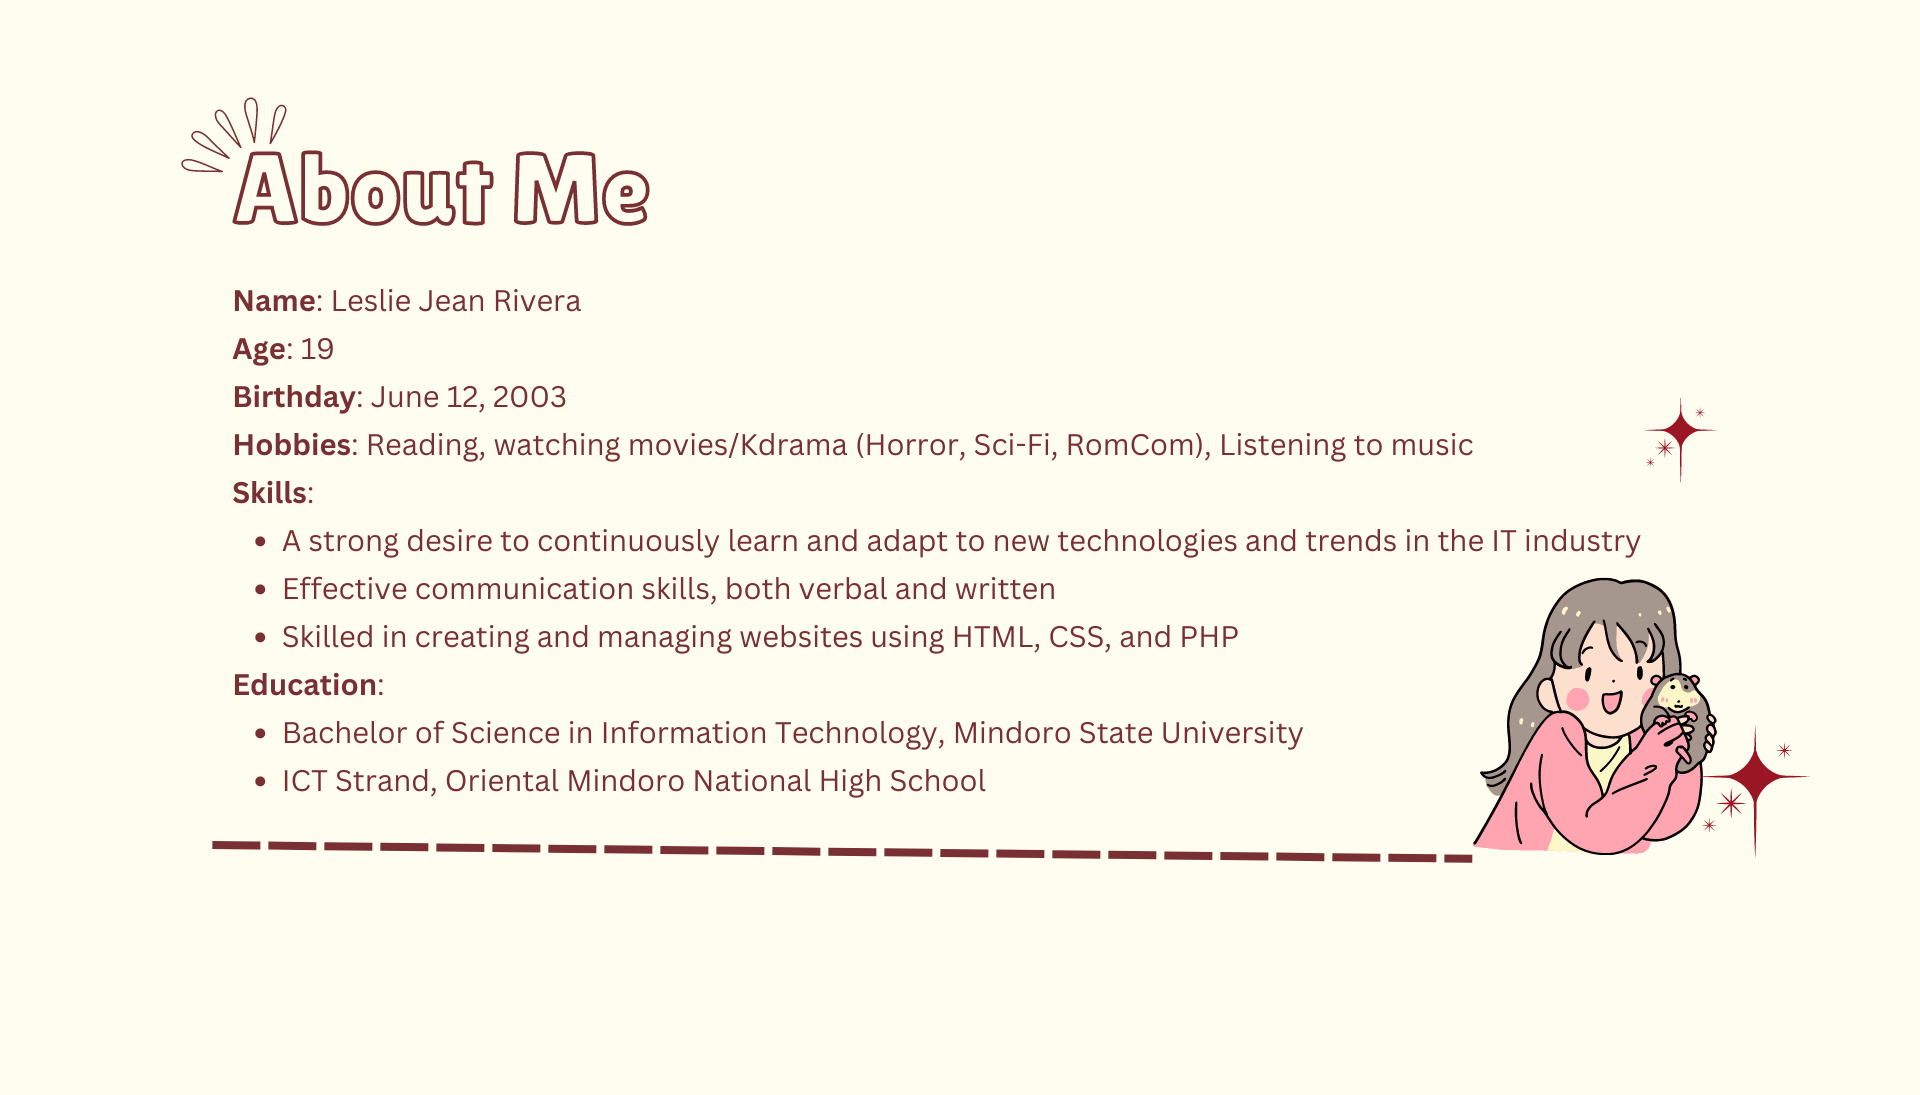 About Me
Name: Leslie Jean Rivera
Age: 19
Birthday: June 12, 2003
Hobbies: Reading, watching movies/Kdrama (Horror, Sci-Fi, RomCom), Listening to music
Skills:
• A strong desire to continuously learn and adapt to new technologies and trends in the IT industry
• Effective communication skills, both verbal and written
• Skilled in creating and managing websites using HTML, CSS, and PHP
Education:
• Bachelor of Science in Information Technology, Mindoro State University
• ICT Strand, Oriental Mindoro National High School